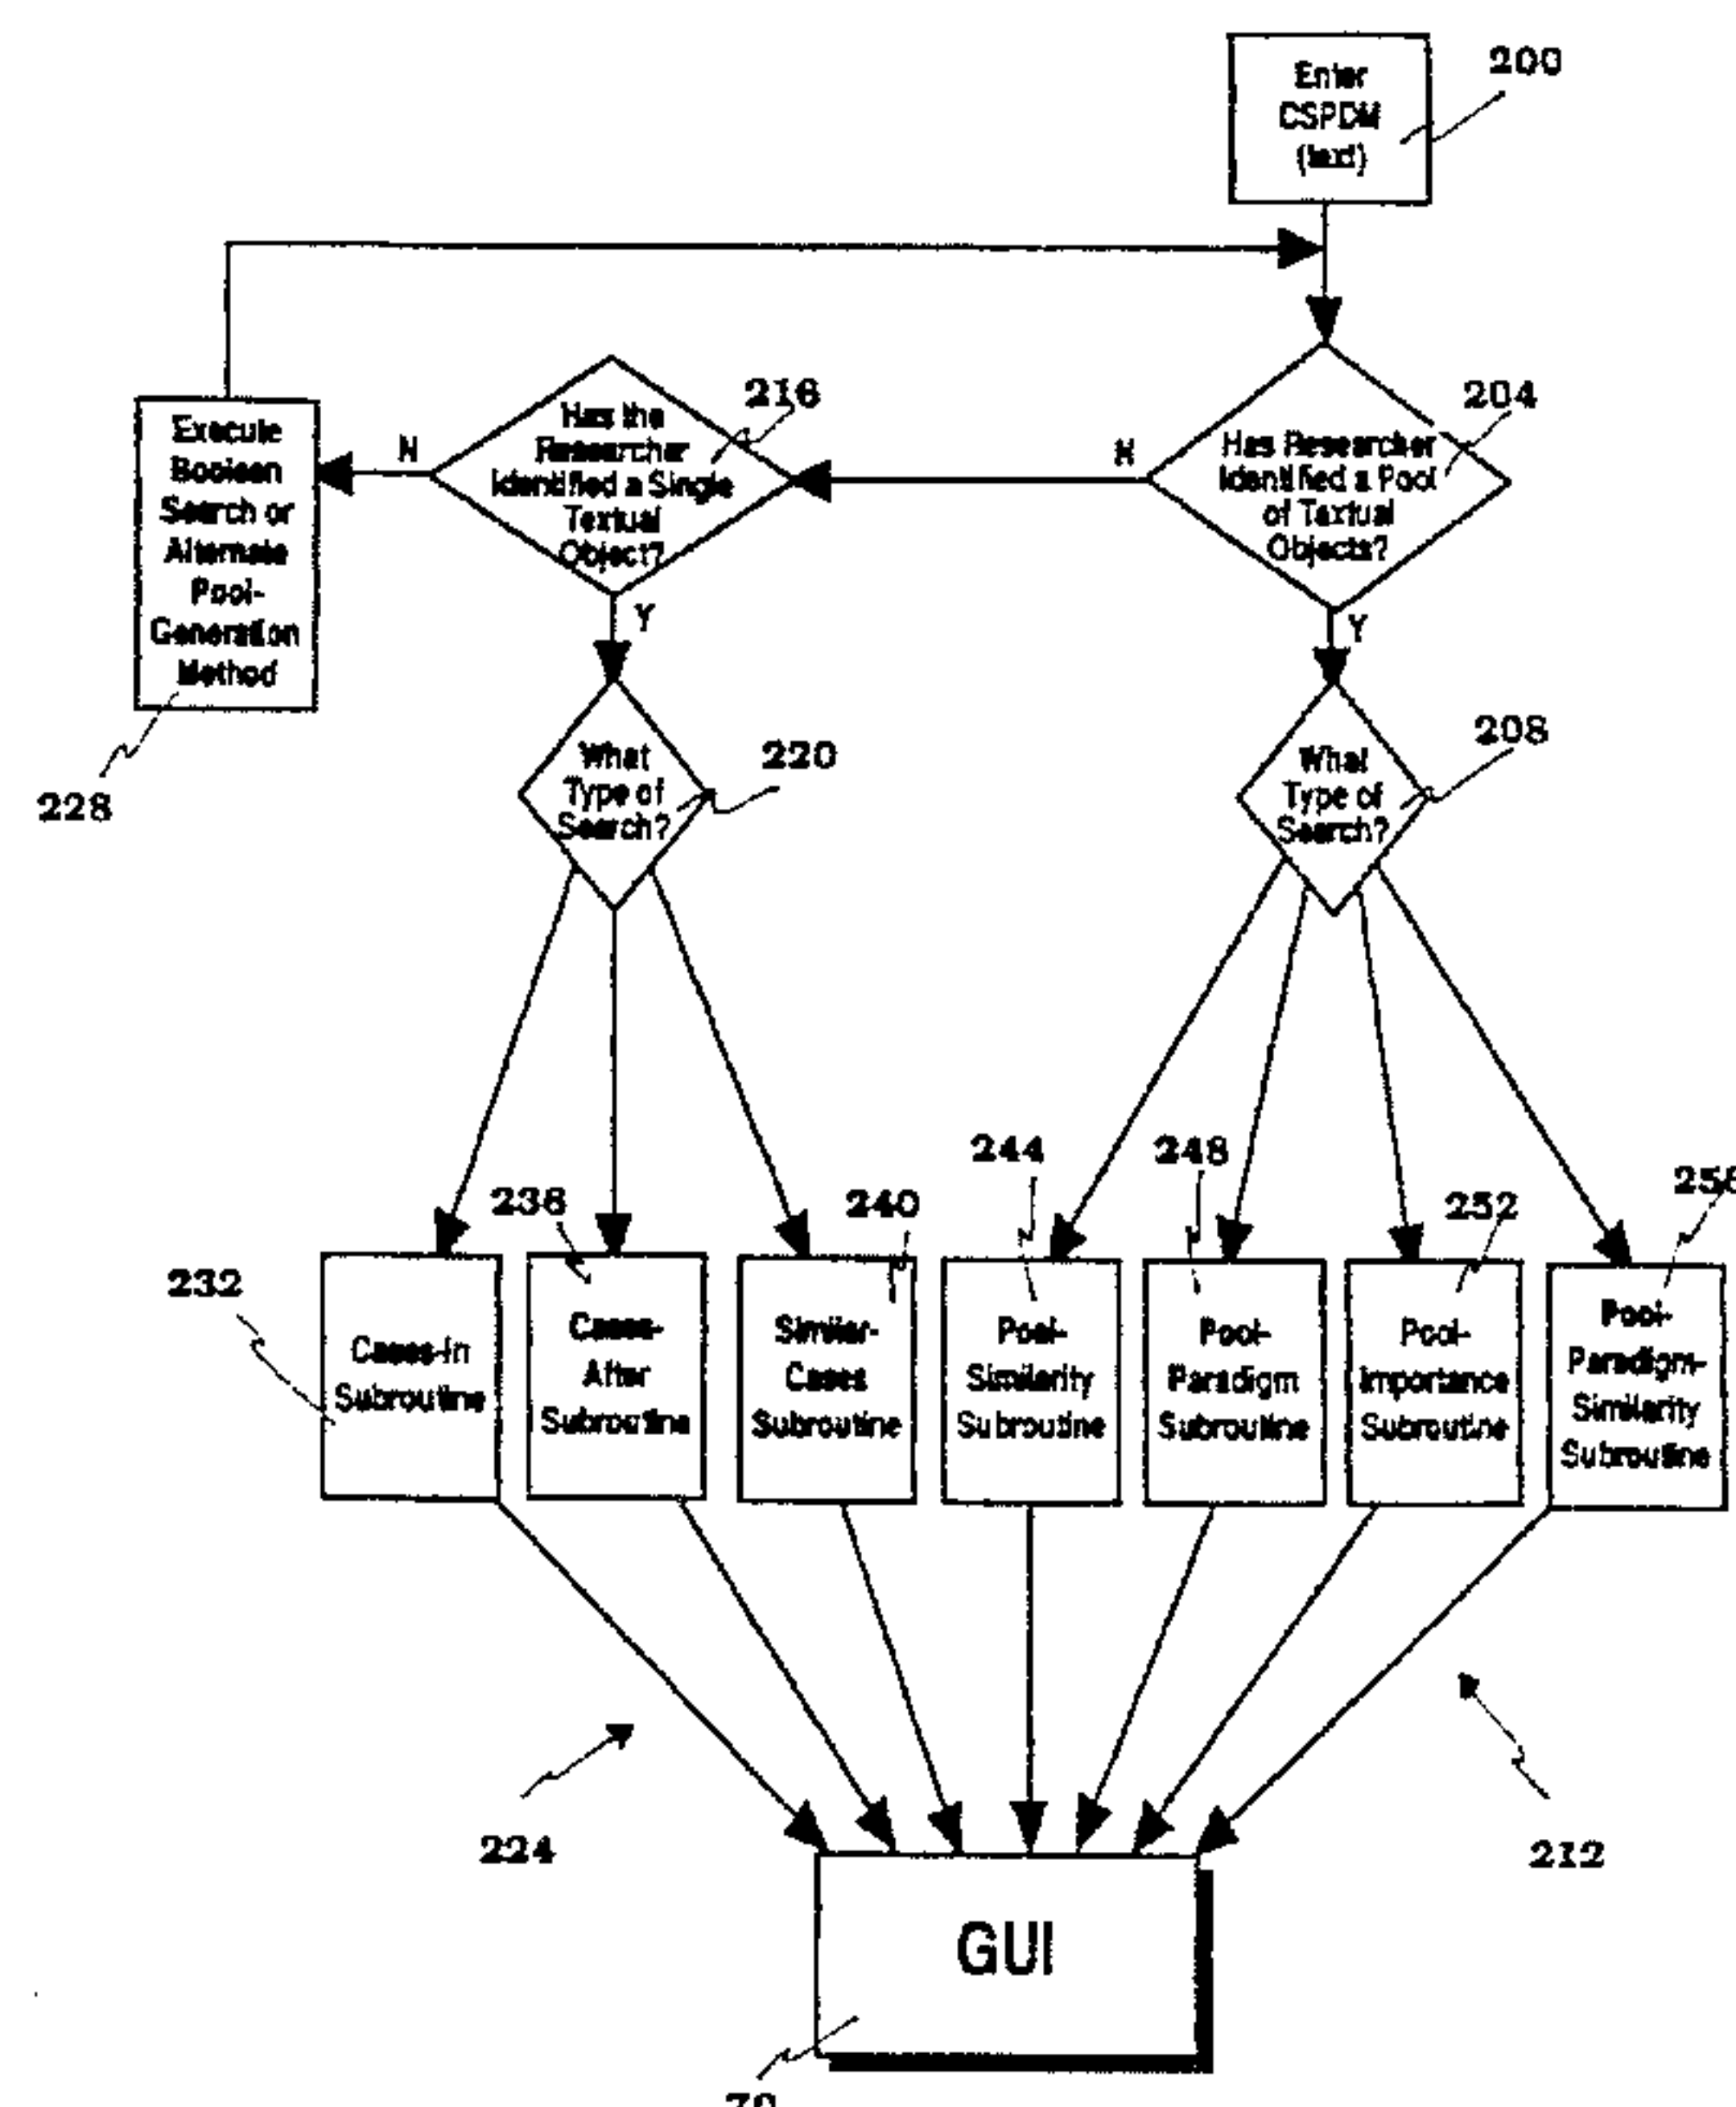 Enter
CSPDM
(text)
200
Has the
Researcher
Identified a Single
Textual
Object?
216
N
Y
Has Researcher
Identified a Pool
of Textual
Objects?
204
N
Y
Execute
Boolean
Search or
Alternate
Pool-
Generation
Method
228
What
Type of
Search?
220
What
Type of
Search?
208
232
236
240
244
248
252
256
Cases-In
Subroutine
Cases-
After
Subroutine
Similar-
Cases
Subroutine
Pool-
Similarity
Subroutine
Pool-
Paradigm
Subroutine
Pool-
Importance
Subroutine
Pool-
Paradigm-
Similarity
Subroutine
224
212
GUI